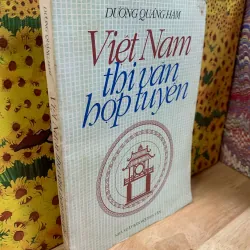 DƯƠNG QUẢNG HÀM
Việt Nam
thi văn
hợp tuyển